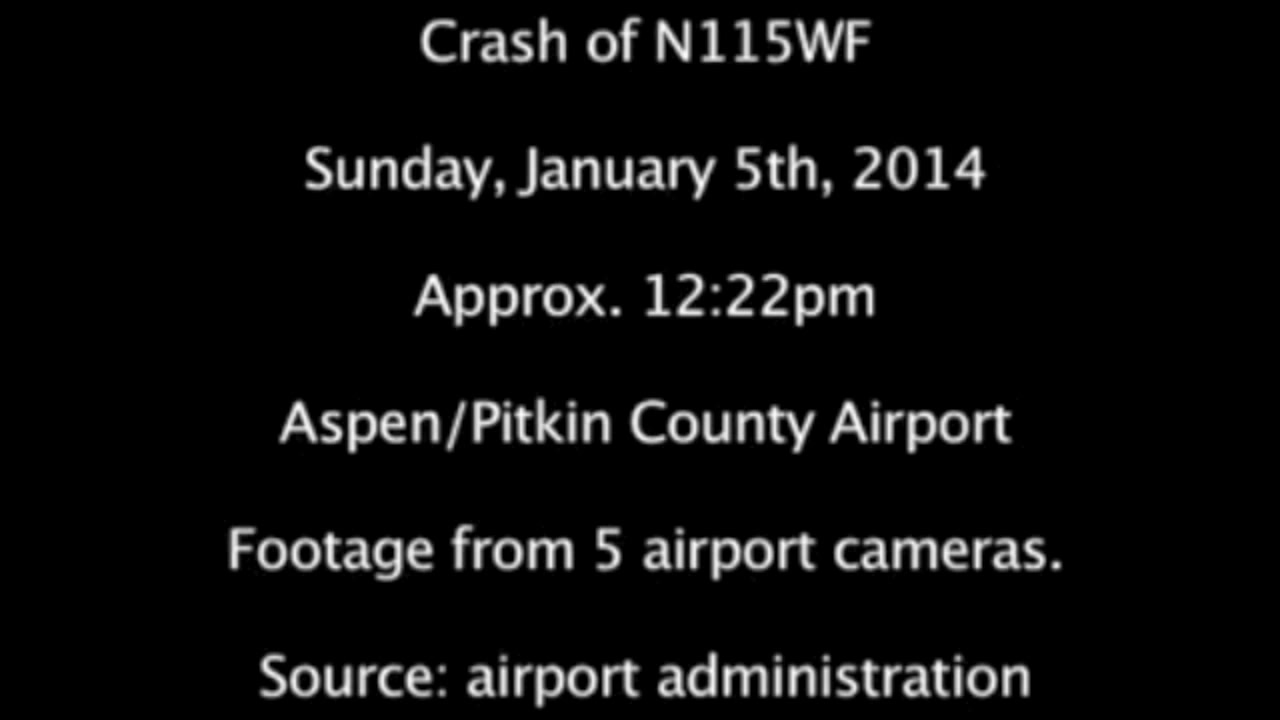 Crash of N115WF
Sunday, January 5th, 2014
Approx. 12:22pm
Aspen/Pitkin County Airport
Footage from 5 airport cameras.
Source: airport administration